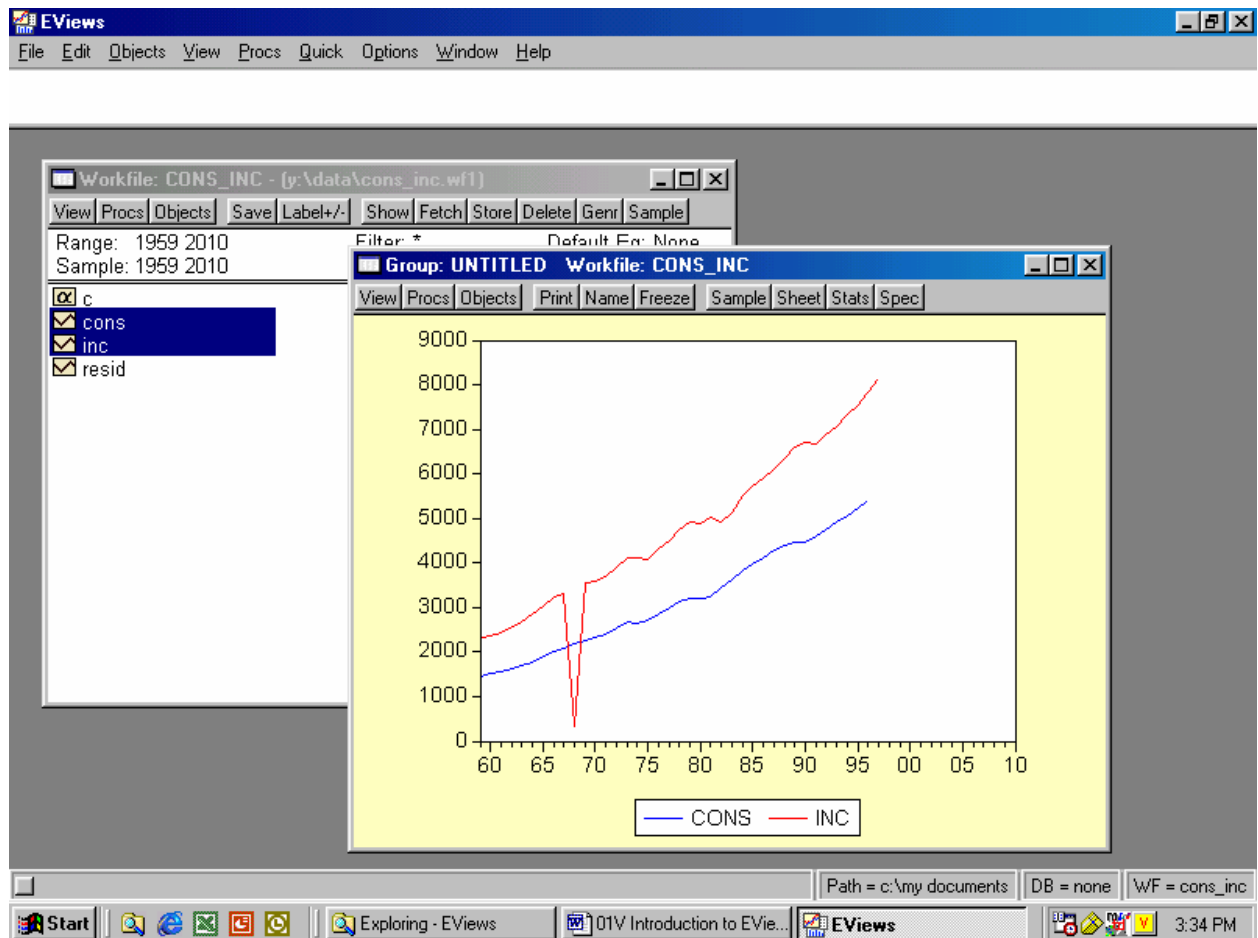 EViews
File Edit Objects View Procs Quick Options Window Help
Workfile: CONS_INC - (y:\data\cons_inc.wf1)
View Procs Objects Save Label+/- Show Fetch Store Delete Genr Sample
Range: 1959 2010 Filter: * Default Eq: None
Sample: 1959 2010
c
cons
inc
resid
Group: UNTITLED Workfile: CONS_INC
View Procs Objects Print Name Freeze Sample Sheet Stats Spec
9000
8000
7000
6000
5000
4000
3000
2000
1000
0
60 65 70 75 80 85 90 95 00 05 10
CONS INC
Path = c:\my documents DB = none WF = cons_inc
Start Exploring - EViews 01V Introduction to EVie... EViews 3:34 PM